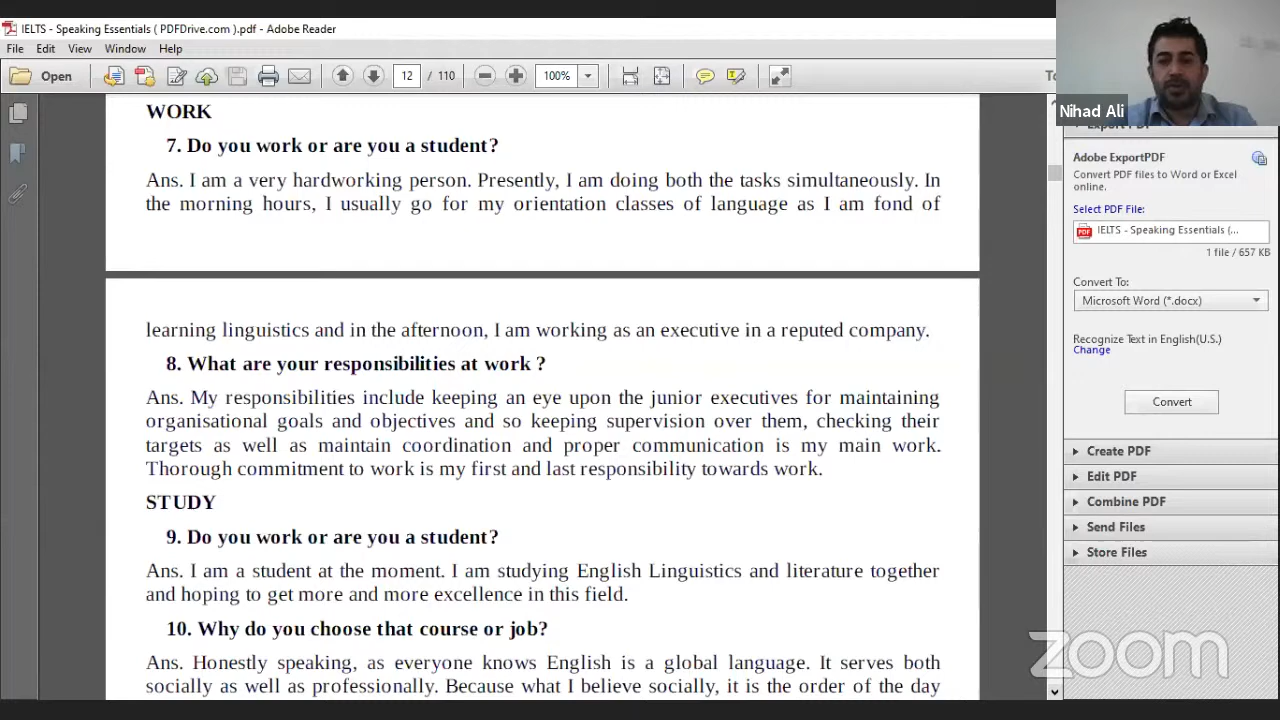 IELTS - Speaking Essentials ( PDFDrive.com ).pdf - Adobe Reader
File Edit View Window Help
Open 12 / 110 100%
Nihad Ali
WORK
7. Do you work or are you a student?
Ans. I am a very hardworking person. Presently, I am doing both the tasks simultaneously. In
the morning hours, I usually go for my orientation classes of language as I am fond of
learning linguistics and in the afternoon, I am working as an executive in a reputed company.
8. What are your responsibilities at work ?
Ans. My responsibilities include keeping an eye upon the junior executives for maintaining
organisational goals and objectives and so keeping supervision over them, checking their
targets as well as maintain coordination and proper communication is my main work.
Thorough commitment to work is my first and last responsibility towards work.
STUDY
9. Do you work or are you a student?
Ans. I am a student at the moment. I am studying English Linguistics and literature together
and hoping to get more and more excellence in this field.
10. Why do you choose that course or job?
Ans. Honestly speaking, as everyone knows English is a global language. It serves both
socially as well as professionally. Because what I believe socially, it is the order of the day
Export PDF
Adobe ExportPDF
Convert PDF files to Word or Excel
online.
Select PDF File:
IELTS - Speaking Essentials (...
1 file / 657 KB
Convert To:
Microsoft Word (*.docx)
Recognize Text in English(U.S.)
Change
Convert
Create PDF
Edit PDF
Combine PDF
Send Files
Store Files
zoom